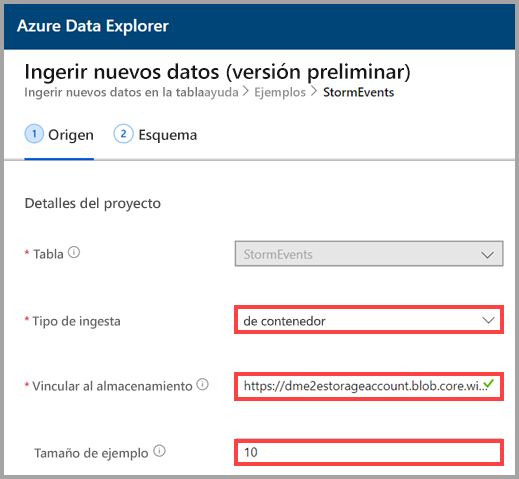 Azure Data Explorer
Ingerir nuevos datos (versión preliminar)
Ingerir nuevos datos en la tablaayuda > Ejemplos > StormEvents
1 Origen 2 Esquema
Detalles del proyecto
* Tabla StormEvents
* Tipo de ingesta de contenedor
* Vincular al almacenamiento https://dme2estorageaccount.blob.core.wi...
Tamaño de ejemplo 10